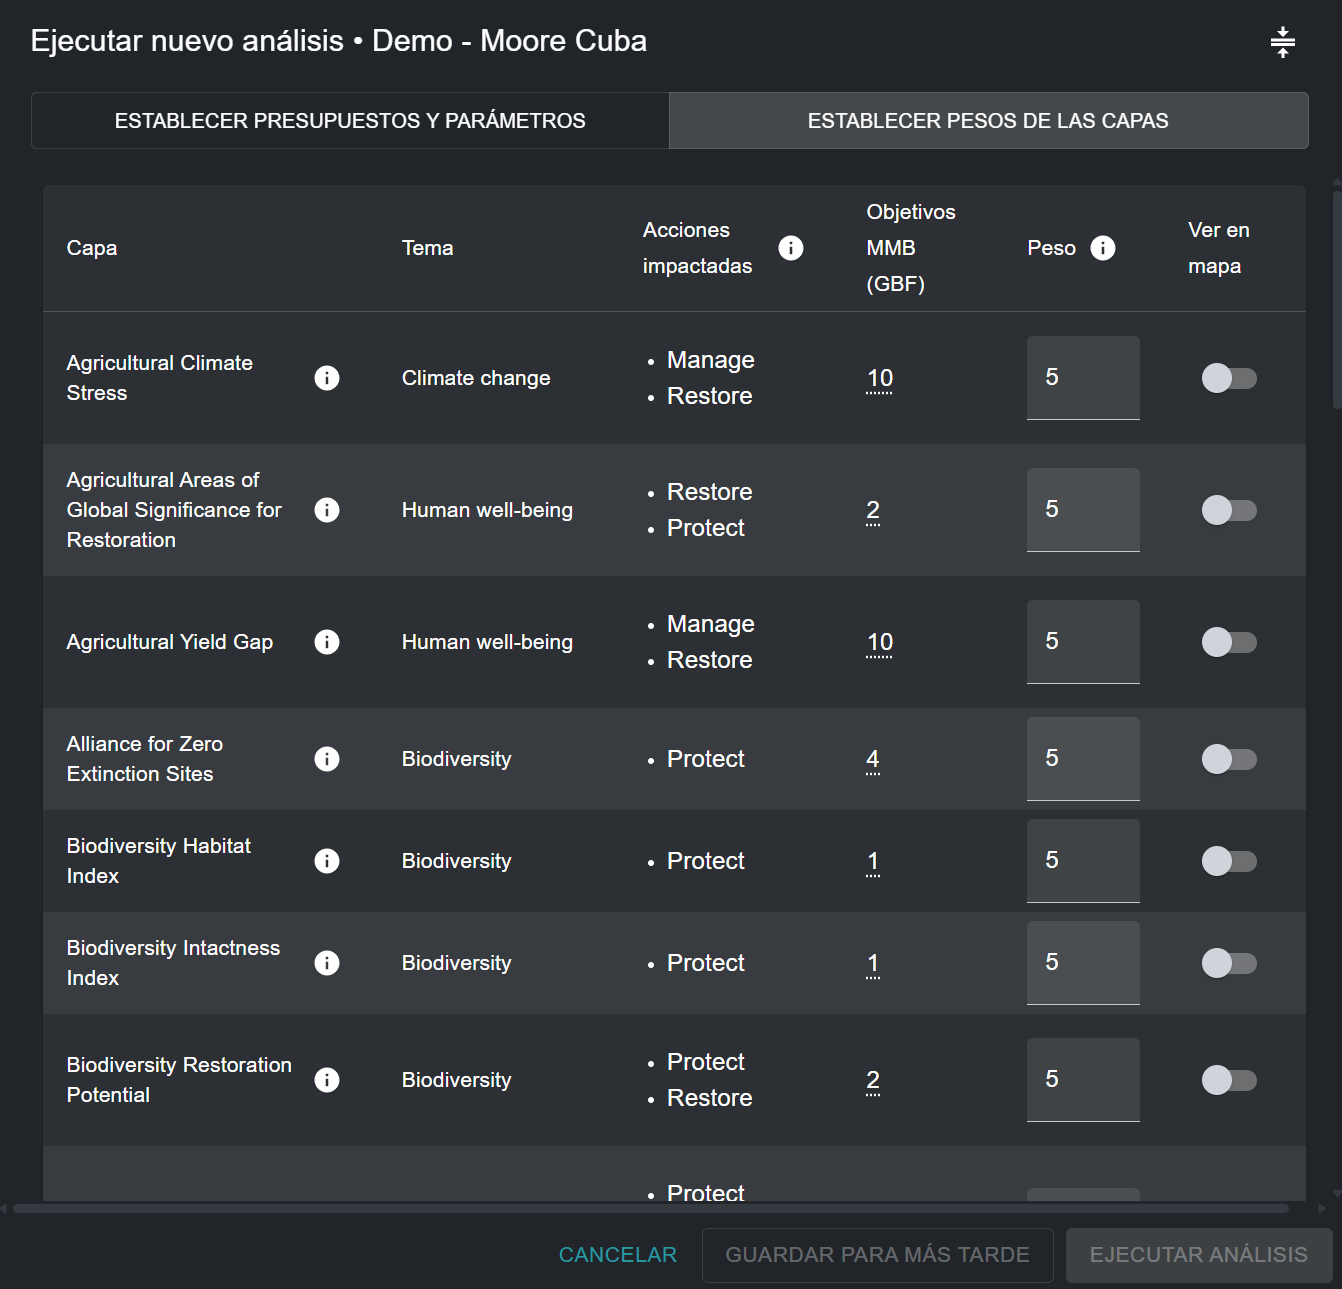 Ejecutar nuevo análisis • Demo - Moore Cuba
ESTABLECER PRESUPUESTOS Y PARÁMETROS
ESTABLECER PESOS DE LAS CAPAS
Capa
Tema
Acciones
impactadas
Objetivos
MMB
(GBF)
Peso
Ver en
mapa
Agricultural Climate
Stress
Climate change
• Manage
• Restore
10
5
Agricultural Areas of
Global Significance for
Restoration
Human well-being
• Restore
• Protect
2
5
Agricultural Yield Gap
Human well-being
• Manage
• Restore
10
5
Alliance for Zero
Extinction Sites
Biodiversity
• Protect
4
5
Biodiversity Habitat
Index
Biodiversity
• Protect
1
5
Biodiversity Intactness
Index
Biodiversity
• Protect
1
5
Biodiversity Restoration
Potential
Biodiversity
• Protect
• Restore
2
5
• Protect
CANCELAR
GUARDAR PARA MÁS TARDE
EJECUTAR ANÁLISIS